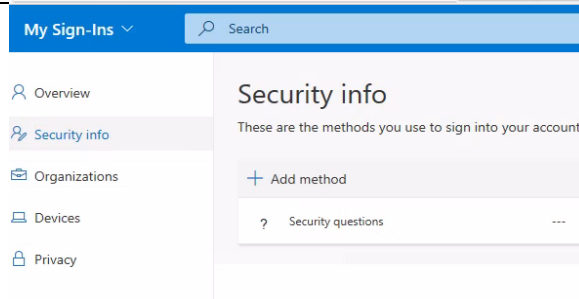 My Sign-Ins
Search
Overview
Security info
Organizations
Devices
Privacy
Security info
These are the methods you use to sign into your account
+ Add method
? Security questions ---